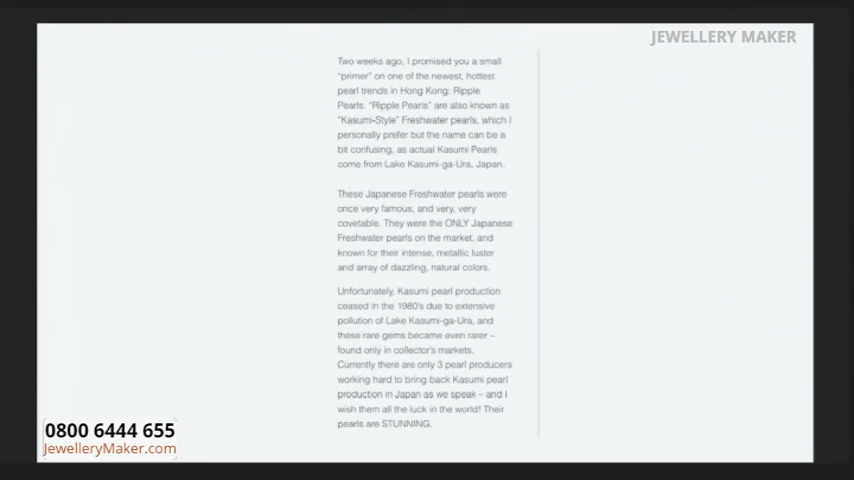 JEWELLERY MAKER
Two weeks ago, I promised you a small
"primer" on one of the newest, hottest
pearl trends in Hong Kong: Ripple
Pearls. "Ripple Pearls" are also known as
"Kasumi-Style" Freshwater pearls, which I
personally prefer but the name can be a
bit confusing, as actual Kasumi Pearls
come from Lake Kasumi-ga-Ura, Japan.
These Japanese Freshwater pearls were
once very famous, and very, very
covetable. They were the ONLY Japanese
Freshwater pearls on the market, and
known for their intense, metallic luster
and array of dazzling, natural colors.
Unfortunately, Kasumi pearl production
ceased in the 1980's due to extensive
pollution of Lake Kasumi-ga-Ura, and
these rare gems became even rarer –
found only in collector's markets.
Currently there are only 3 pearl producers
working hard to bring back Kasumi pearl
production in Japan as we speak – and I
wish them all the luck in the world! Their
pearls are STUNNING.
0800 6444 655
JewelleryMaker.com